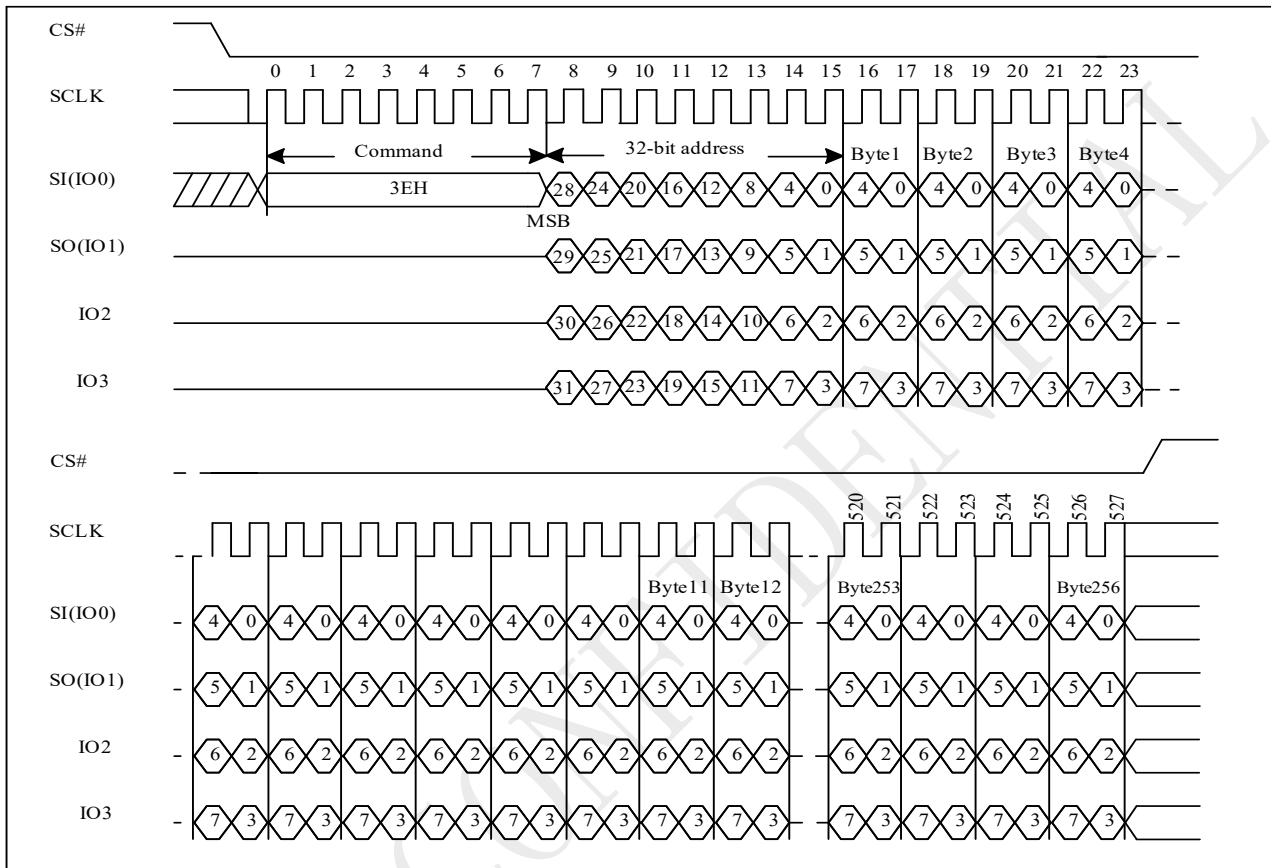 CS#
0 1 2 3 4 5 6 7 8 9 10 11 12 13 14 15 16 17 18 19 20 21 22 23
SCLK
Command 32-bit address Byte1 Byte2 Byte3 Byte4
SI(IO0) 3EH 28 24 20 16 12 8 4 0 4 0 4 0 4 0 4 0
MSB
SO(IO1) 29 25 21 17 13 9 5 1 5 1 5 1 5 1 5 1
IO2 30 26 22 18 14 10 6 2 6 2 6 2 6 2 6 2
IO3 31 27 23 19 15 11 7 3 7 3 7 3 7 3 7 3
CS#
520 521 522 523 524 525 526 527
SCLK
Byte11 Byte12 Byte253 Byte256
SI(IO0) 4 0 4 0 4 0 4 0 4 0 4 0 4 0 4 0 4 0 4 0 4 0 4 0
SO(IO1) 5 1 5 1 5 1 5 1 5 1 5 1 5 1 5 1 5 1 5 1 5 1 5 1
IO2 6 2 6 2 6 2 6 2 6 2 6 2 6 2 6 2 6 2 6 2 6 2 6 2
IO3 7 3 7 3 7 3 7 3 7 3 7 3 7 3 7 3 7 3 7 3 7 3 7 3
CONFIDENTIAL